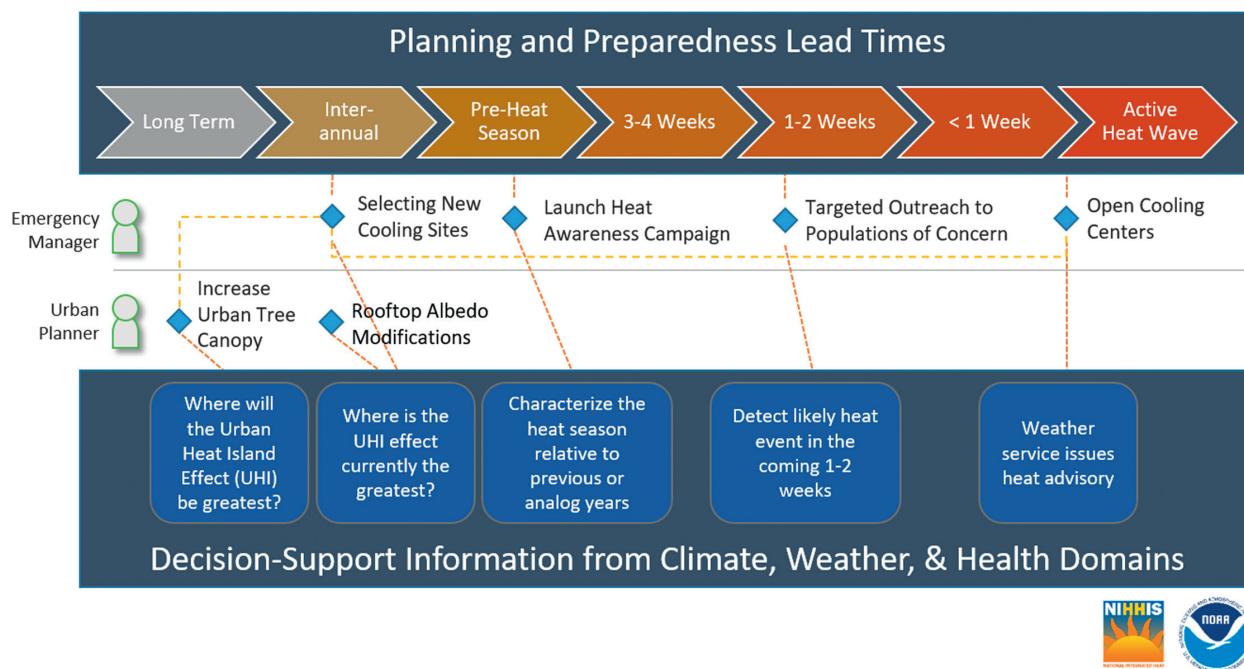 Planning and Preparedness Lead Times
Long Term
Inter-
annual
Pre-Heat
Season
3-4 Weeks
1-2 Weeks
< 1 Week
Active
Heat Wave
Emergency
Manager
Selecting New
Cooling Sites
Launch Heat
Awareness Campaign
Targeted Outreach to
Populations of Concern
Open Cooling
Centers
Urban
Planner
Increase
Urban Tree
Canopy
Rooftop Albedo
Modifications
Where will
the Urban
Heat Island
Effect (UHI)
be greatest?
Where is the
UHI effect
currently the
greatest?
Characterize the
heat season
relative to
previous or
analog years
Detect likely heat
event in the
coming 1-2
weeks
Weather
service issues
heat advisory
Decision-Support Information from Climate, Weather, & Health Domains
NIHHIS
NATIONAL INTEGRATED HEAT
NOAA